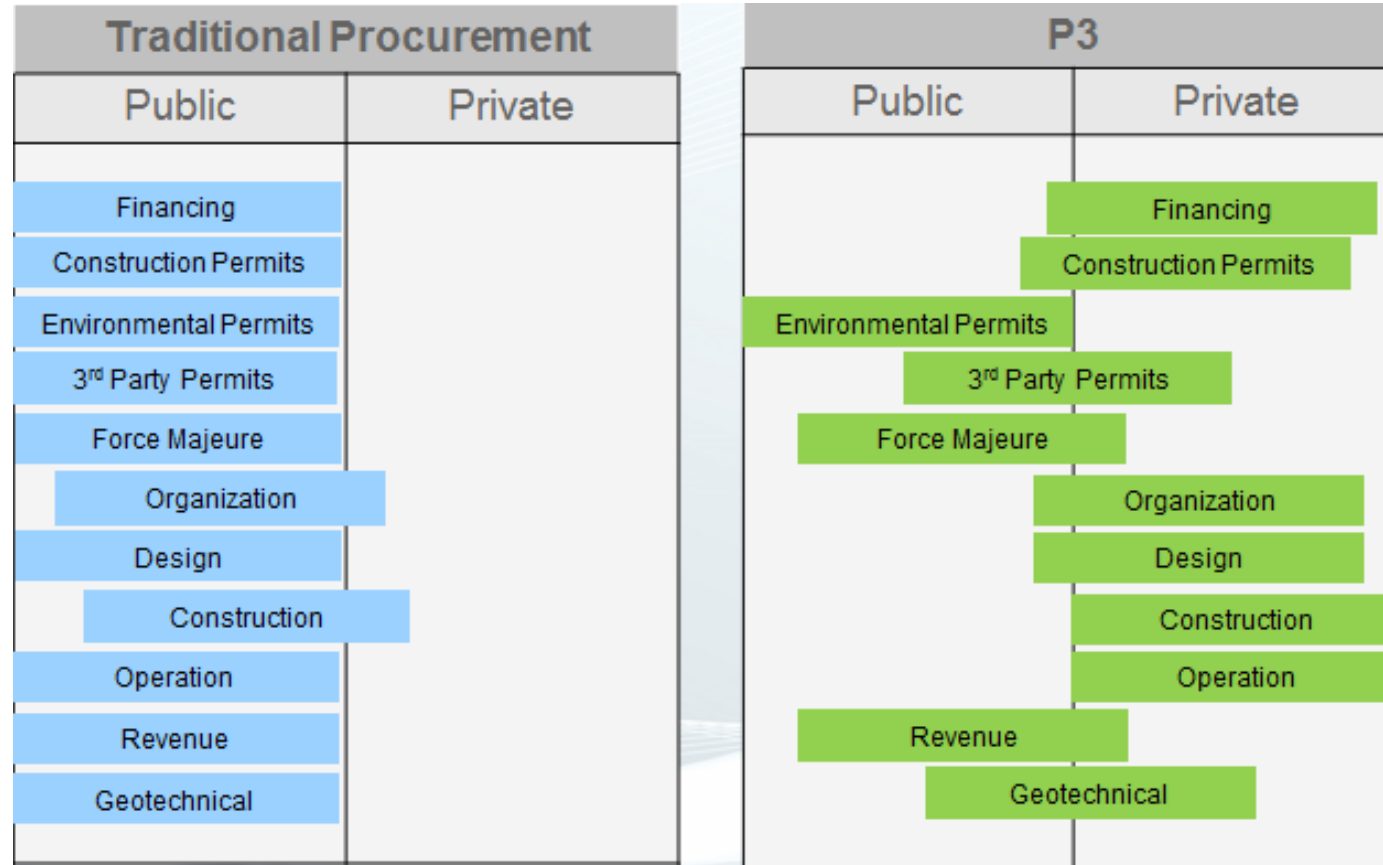 Traditional Procurement
Public
Private
Financing
Construction Permits
Environmental Permits
3rd Party Permits
Force Majeure
Organization
Design
Construction
Operation
Revenue
Geotechnical
P3
Public
Private
Financing
Construction Permits
Environmental Permits
3rd Party Permits
Force Majeure
Organization
Design
Construction
Operation
Revenue
Geotechnical